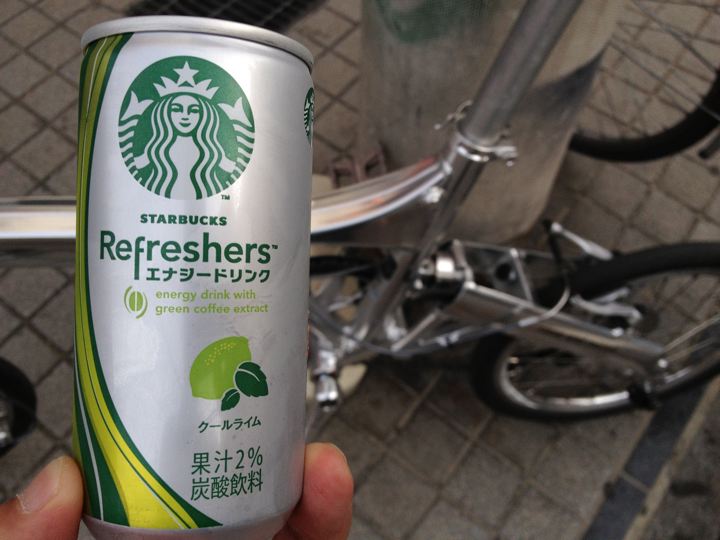 ™
STARBUCKS
Refreshers™
エナジードリンク
energy drink with
green coffee extract
クールライム
果汁2%
炭酸飲料